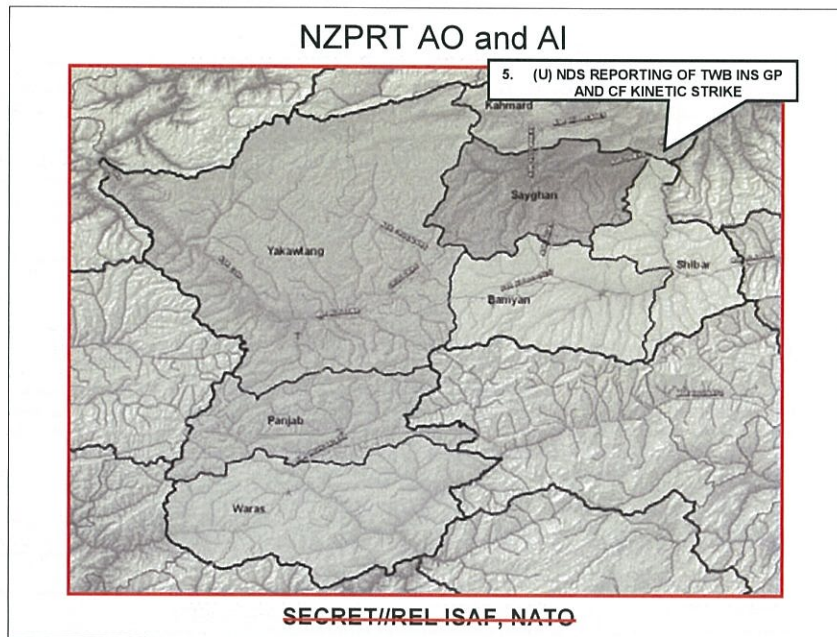 NZPRT AO and AI
5. (U) NDS REPORTING OF TWB INS GP
AND CF KINETIC STRIKE
Kahmard
Sayghan
Yakawlang
Shibar
Bamyan
Panjab
Waras
SECRET//REL ISAF, NATO